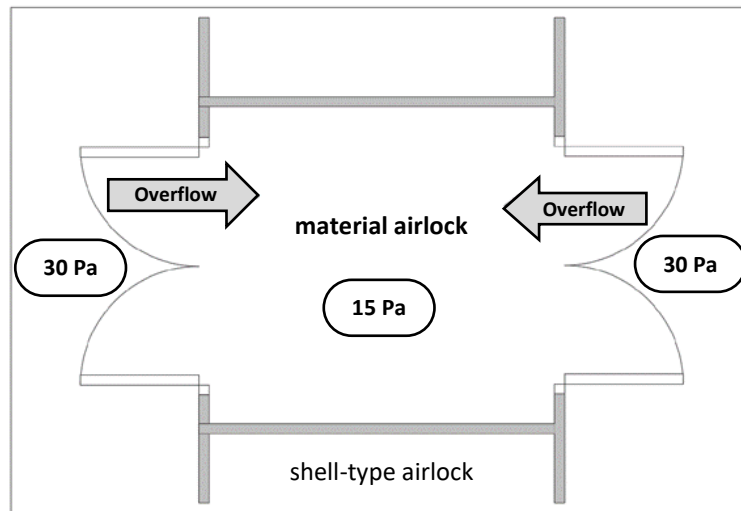 Overflow
Overflow
material airlock
30 Pa
30 Pa
15 Pa
shell-type airlock